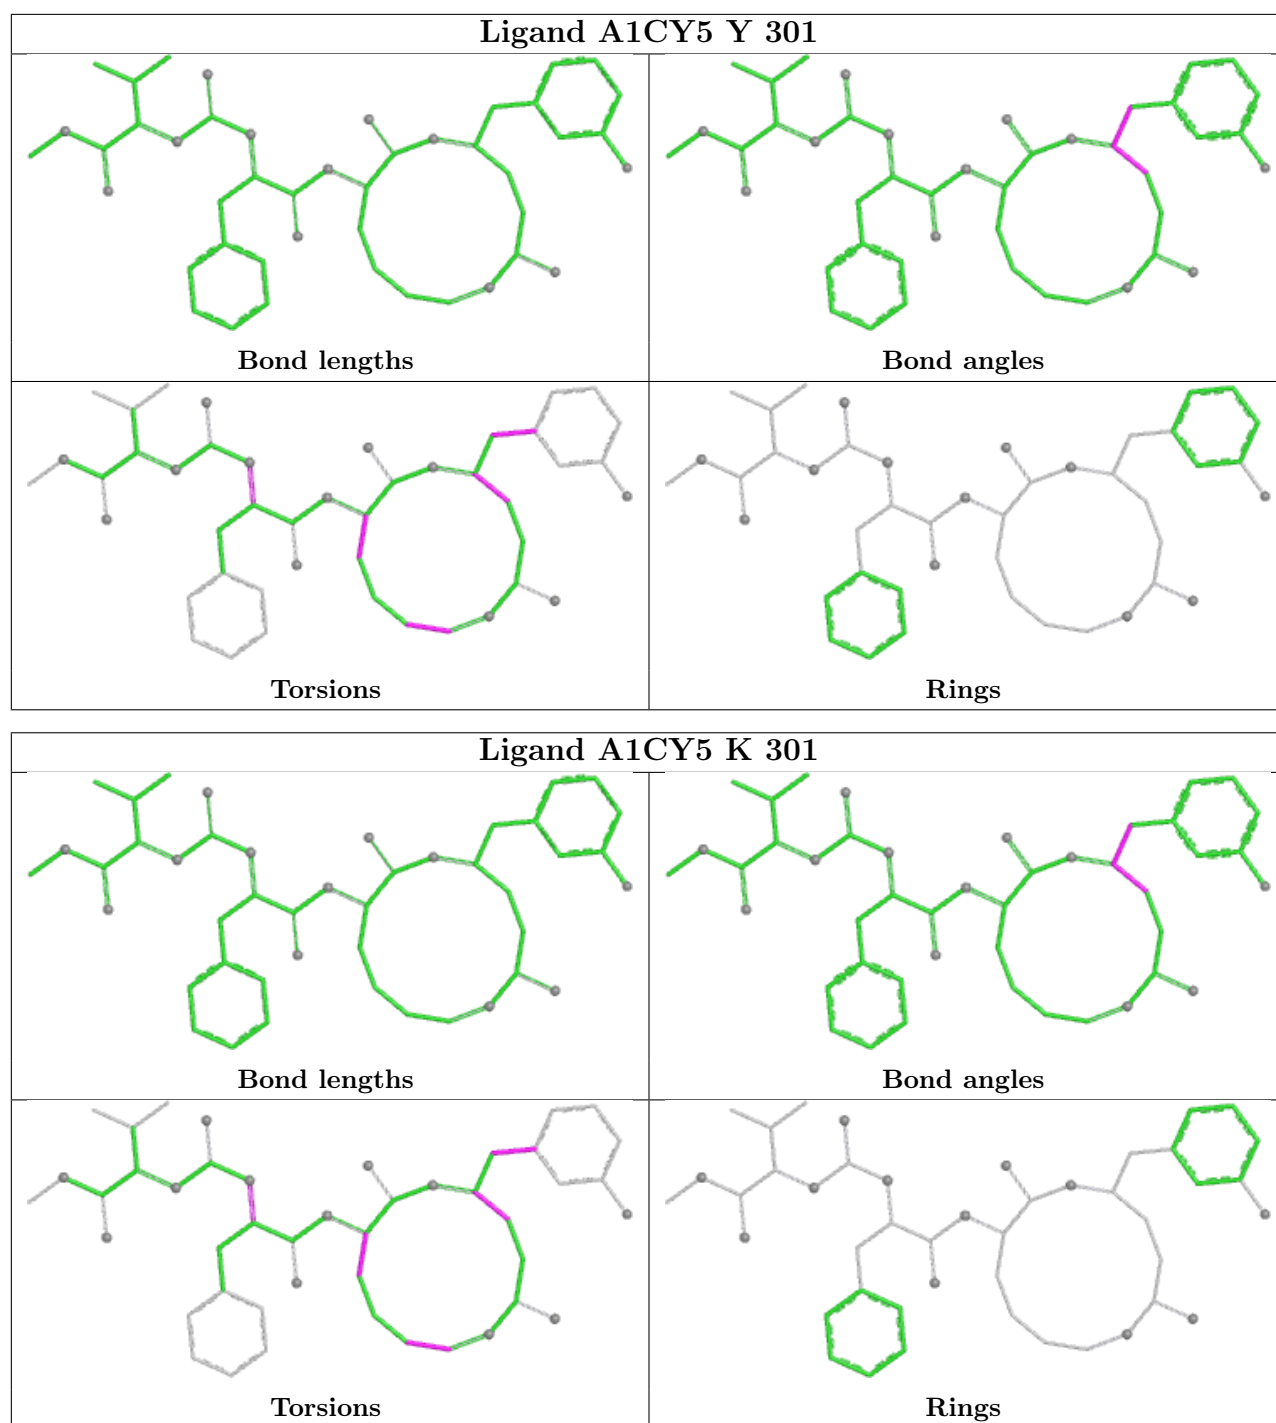 Ligand A1CY5 Y 301
Bond lengths
Bond angles
Torsions
Rings
Ligand A1CY5 K 301
Bond lengths
Bond angles
Torsions
Rings